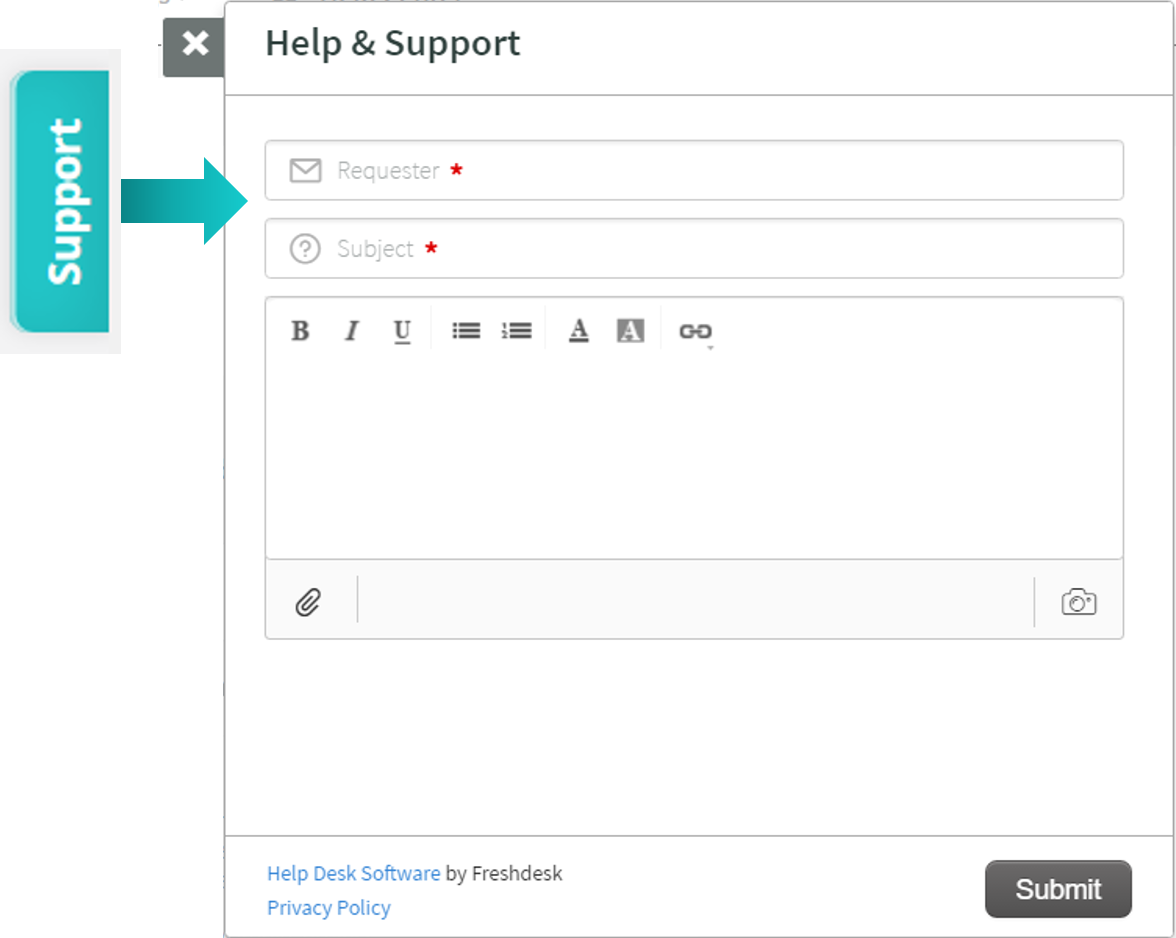 Support
Help & Support
Requester *
Subject *
B I U A A
Help Desk Software by Freshdesk
Privacy Policy
Submit